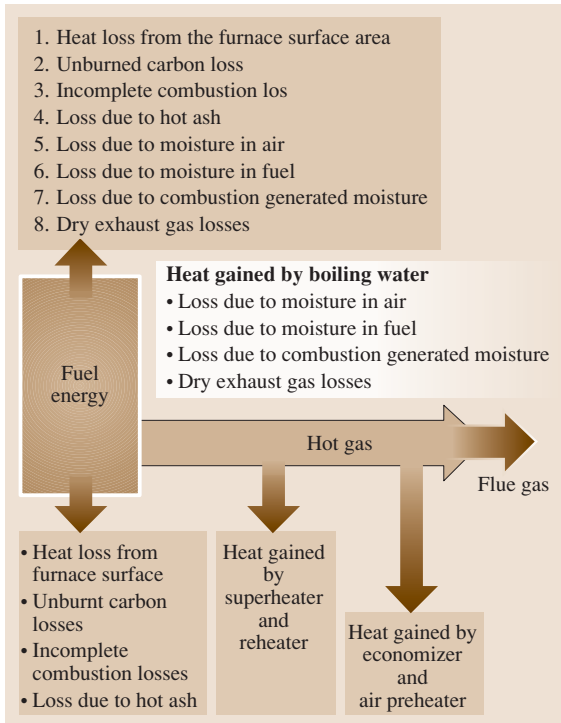 1. Heat loss from the furnace surface area
2. Unburned carbon loss
3. Incomplete combustion los
4. Loss due to hot ash
5. Loss due to moisture in air
6. Loss due to moisture in fuel
7. Loss due to combustion generated moisture
8. Dry exhaust gas losses
Heat gained by boiling water
• Loss due to moisture in air
• Loss due to moisture in fuel
• Loss due to combustion generated moisture
• Dry exhaust gas losses
Fuel
energy
Hot gas
Flue gas
• Heat loss from
furnace surface
• Unburnt carbon
losses
• Incomplete
combustion losses
• Loss due to hot ash
Heat gained
by
superheater
and
reheater
Heat gained by
economizer
and
air preheater